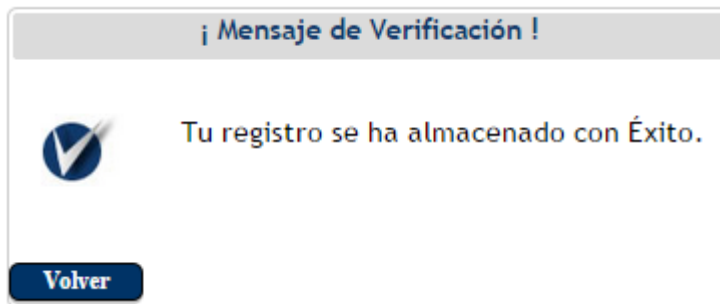 ¡ Mensaje de Verificación !
Tu registro se ha almacenado con Éxito.
Volver